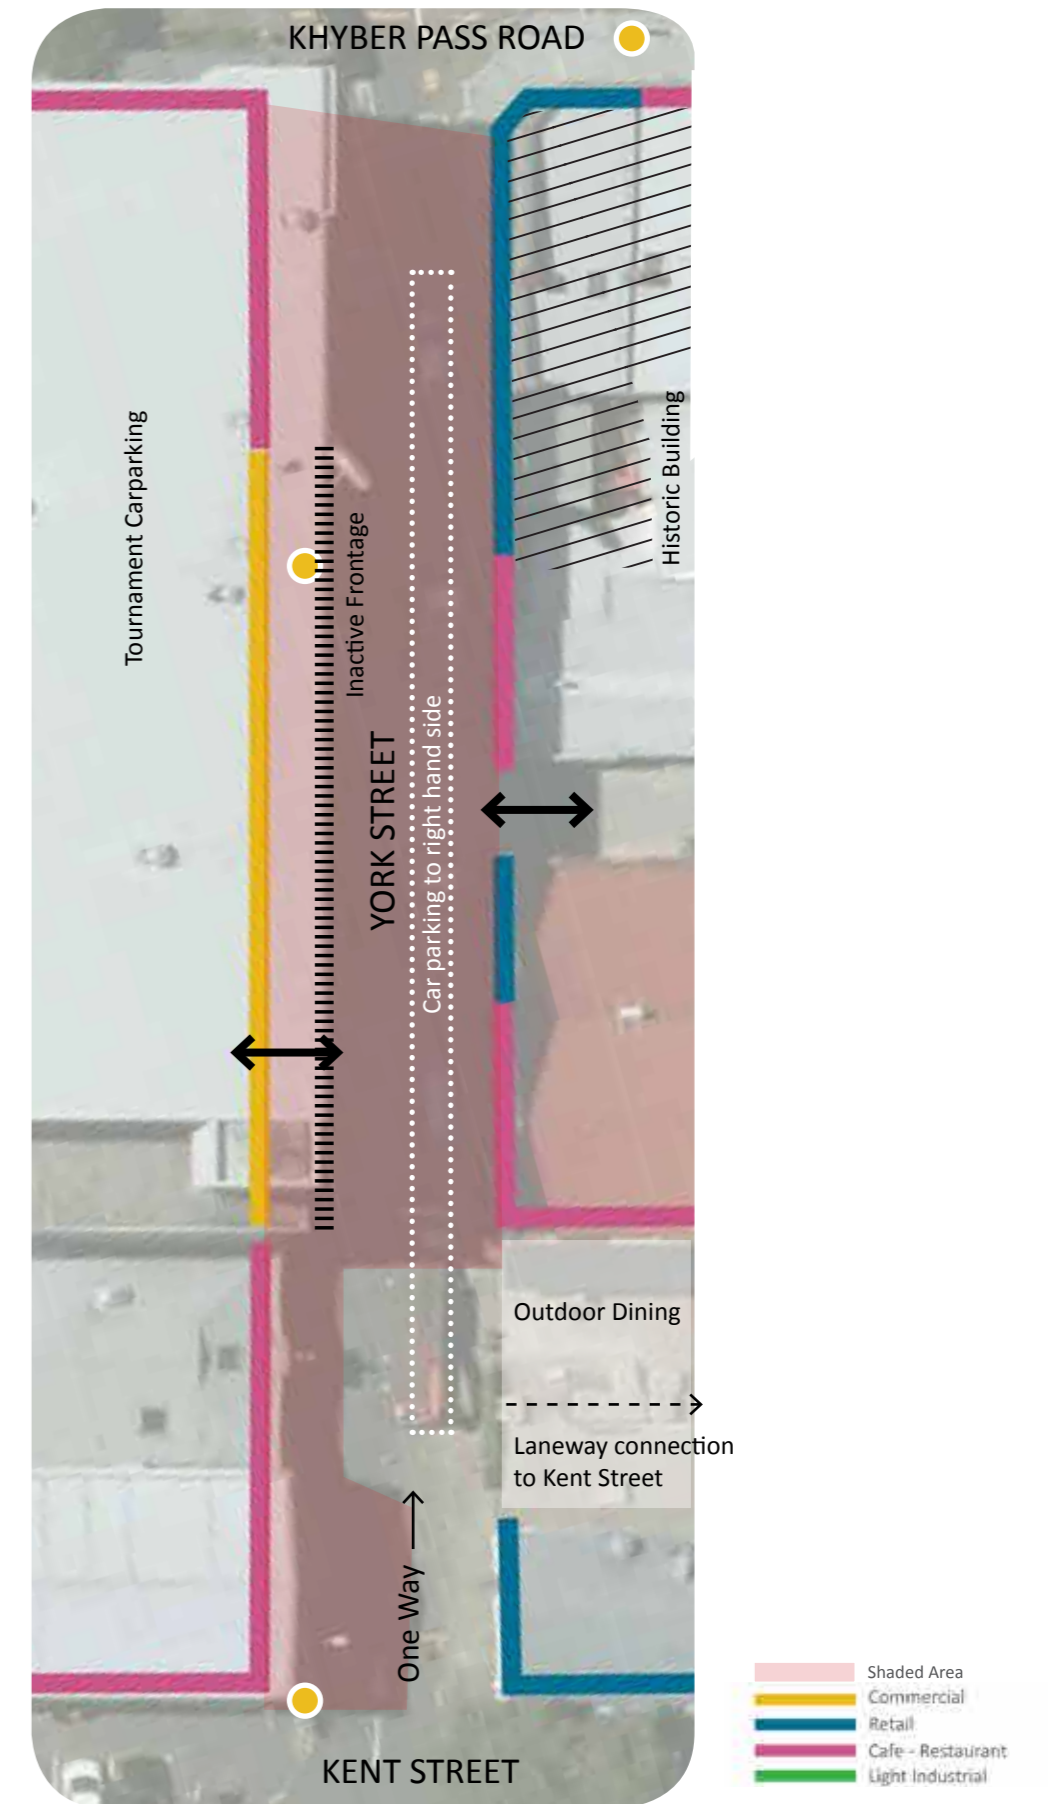 KHYBER PASS ROAD
Tournament Carparking
Historic Building
Inactive Frontage
YORK STREET
Car parking to right hand side
Outdoor Dining
Laneway connection
to Kent Street
One Way
KENT STREET
Shaded Area
Commercial
Retail
Cafe - Restaurant
Light Industrial